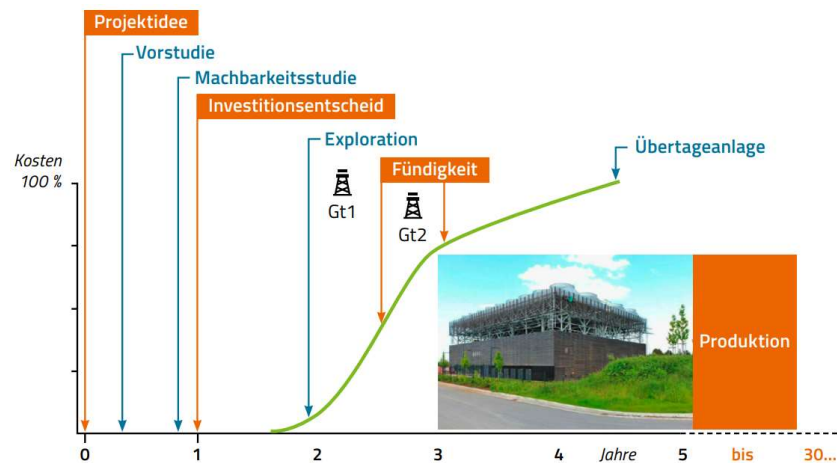 Projektidee
Vorstudie
Machbarkeitsstudie
Investitionsentscheid
Exploration
Übertageanlage
Kosten
100 %
Fündigkeit
Gt1
Gt2
Produktion
0 1 2 3 4 Jahre 5 bis 30...